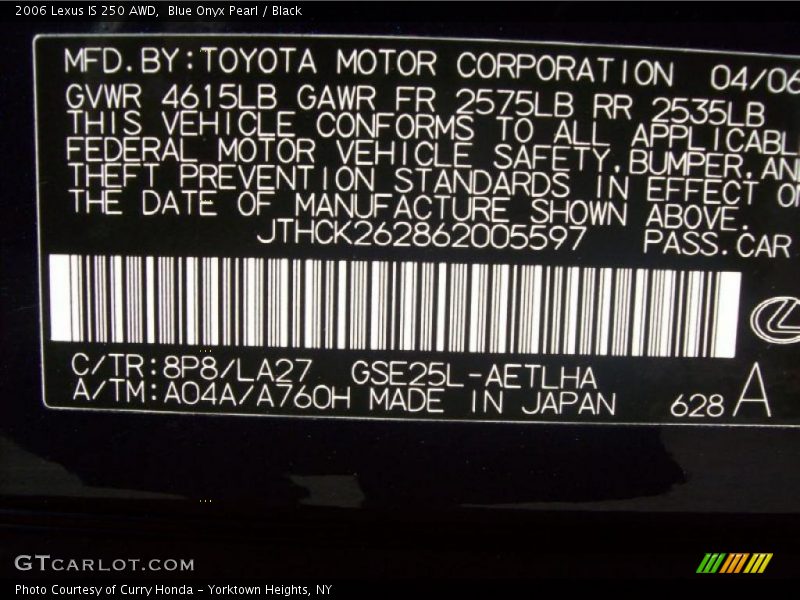 2006 Lexus IS 250 AWD,  Blue Onyx Pearl / Black
MFD.BY:TOYOTA MOTOR CORPORATION 04/06
GVWR 4615LB GAWR FR 2575LB RR 2535LB
THIS VEHICLE CONFORMS TO ALL APPLICABL
FEDERAL MOTOR VEHICLE SAFETY,BUMPER,AN
THEFT PREVENTION STANDARDS IN EFFECT O
THE DATE OF MANUFACTURE SHOWN ABOVE.
JTHCK262862005597 PASS.CAR
C/TR:8P8/LA27 GSE25L-AETLHA
A/TM:A04A/A760H MADE IN JAPAN 628 A
GTCARLOT.COM
Photo Courtesy of Curry Honda - Yorktown Heights, NY